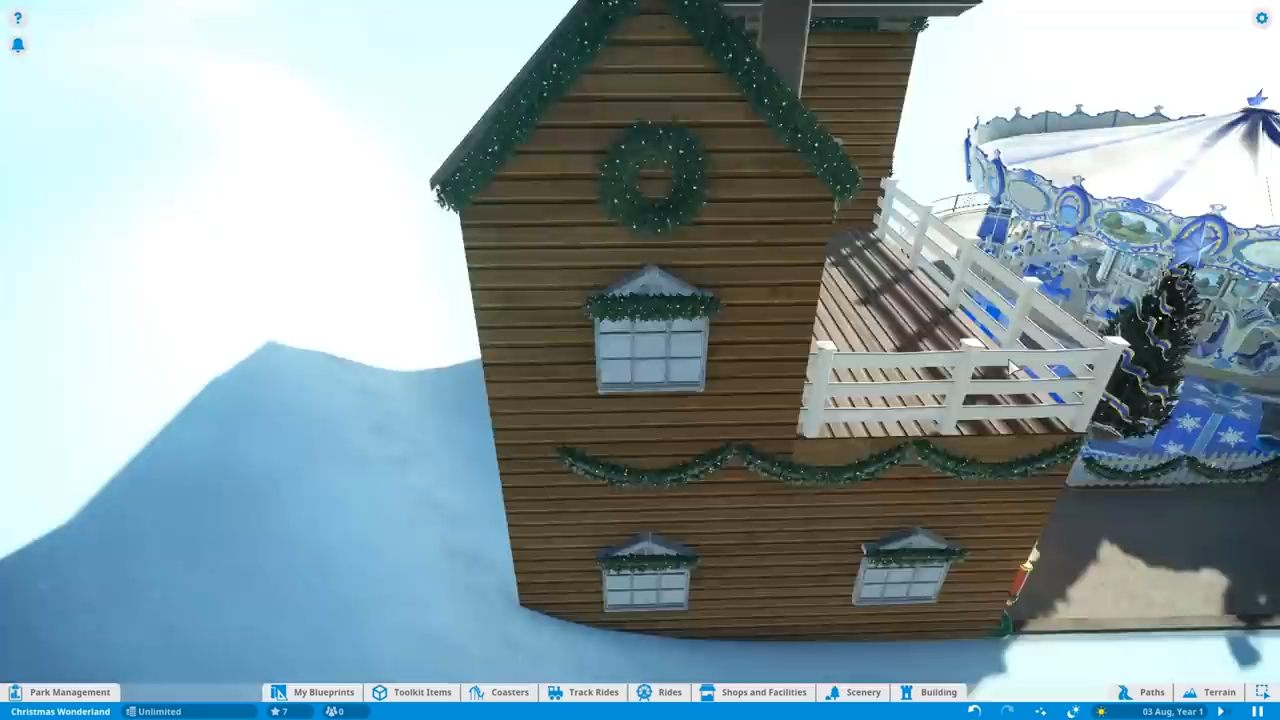 ?
Park Management
My Blueprints
Toolkit Items
Coasters
Track Rides
Rides
Shops and Facilities
Scenery
Building
Paths
Terrain
Christmas Wonderland
Unlimited
7
0
03 Aug, Year 1